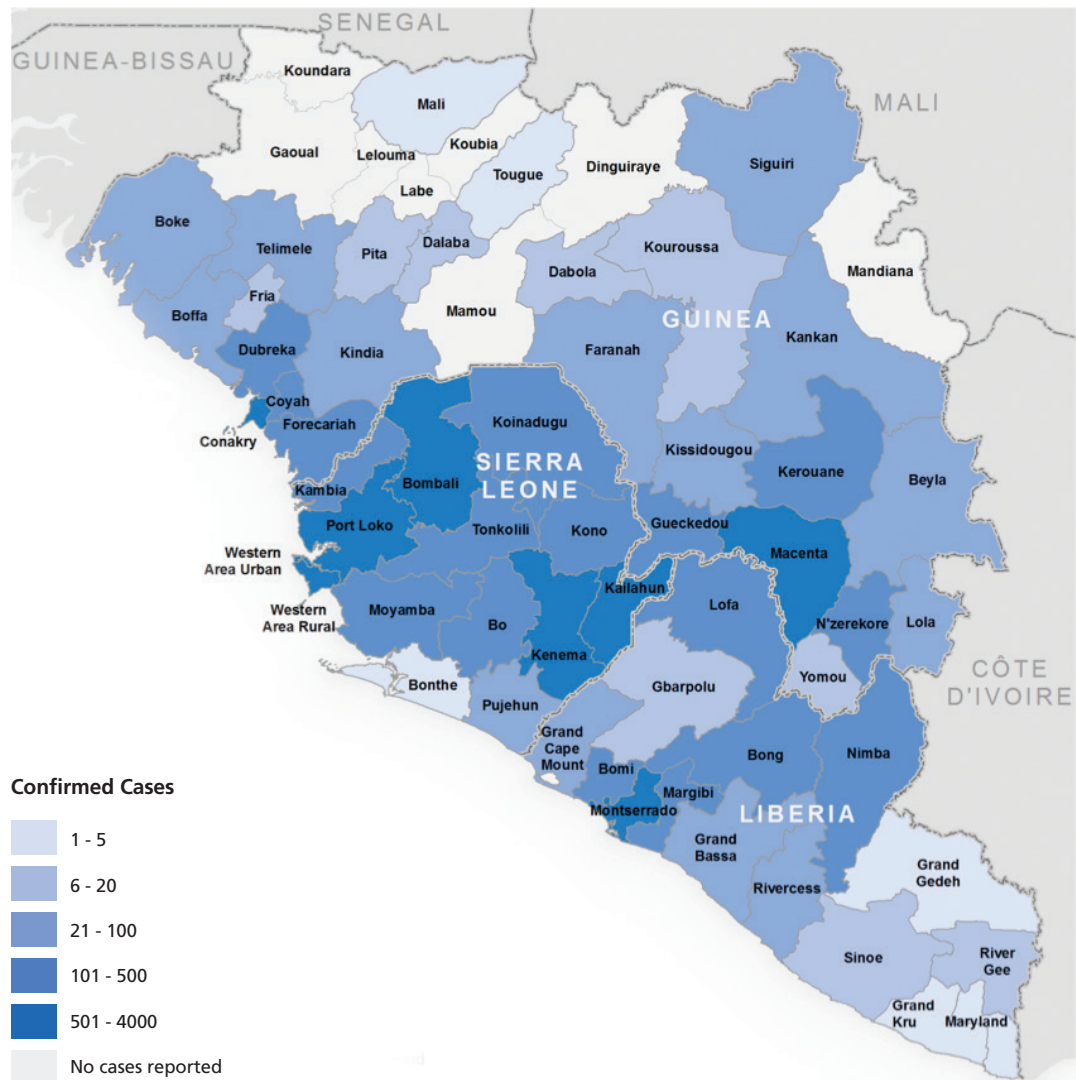 SENEGAL
GUINEA-BISSAU
Koundara
Mali
MALI
Gaoual
Lelouma
Koubia
Labe
Tougue
Dinguiraye
Siguiri
Boke
Telimele
Pita
Dalaba
Kouroussa
Dabola
Mandiana
Fria
Boffa
Mamou
GUINEA
Dubreka
Kindia
Faranah
Kankan
Coyah
Forecariah
Conakry
Koinadugu
Kissidougou
SIERRA
LEONE
Kerouane
Beyla
Kambia
Bombali
Port Loko
Tonkolili
Kono
Gueckedou
Macenta
Western
Area Urban
Kailahun
Western
Area Rural
Moyamba
Bo
Lofa
N'zerekore
Lola
Kenema
Bonthe
Pujehun
Gbarpolu
Yomou
CÔTE
D'IVOIRE
Grand
Cape
Mount
Bomi
Bong
Nimba
Margibi
Montserrado
LIBERIA
Grand
Bassa
Rivercess
Grand
Gedeh
Sinoe
River
Gee
Grand
Kru
Maryland
Confirmed Cases
1 - 5
6 - 20
21 - 100
101 - 500
501 - 4000
No cases reported